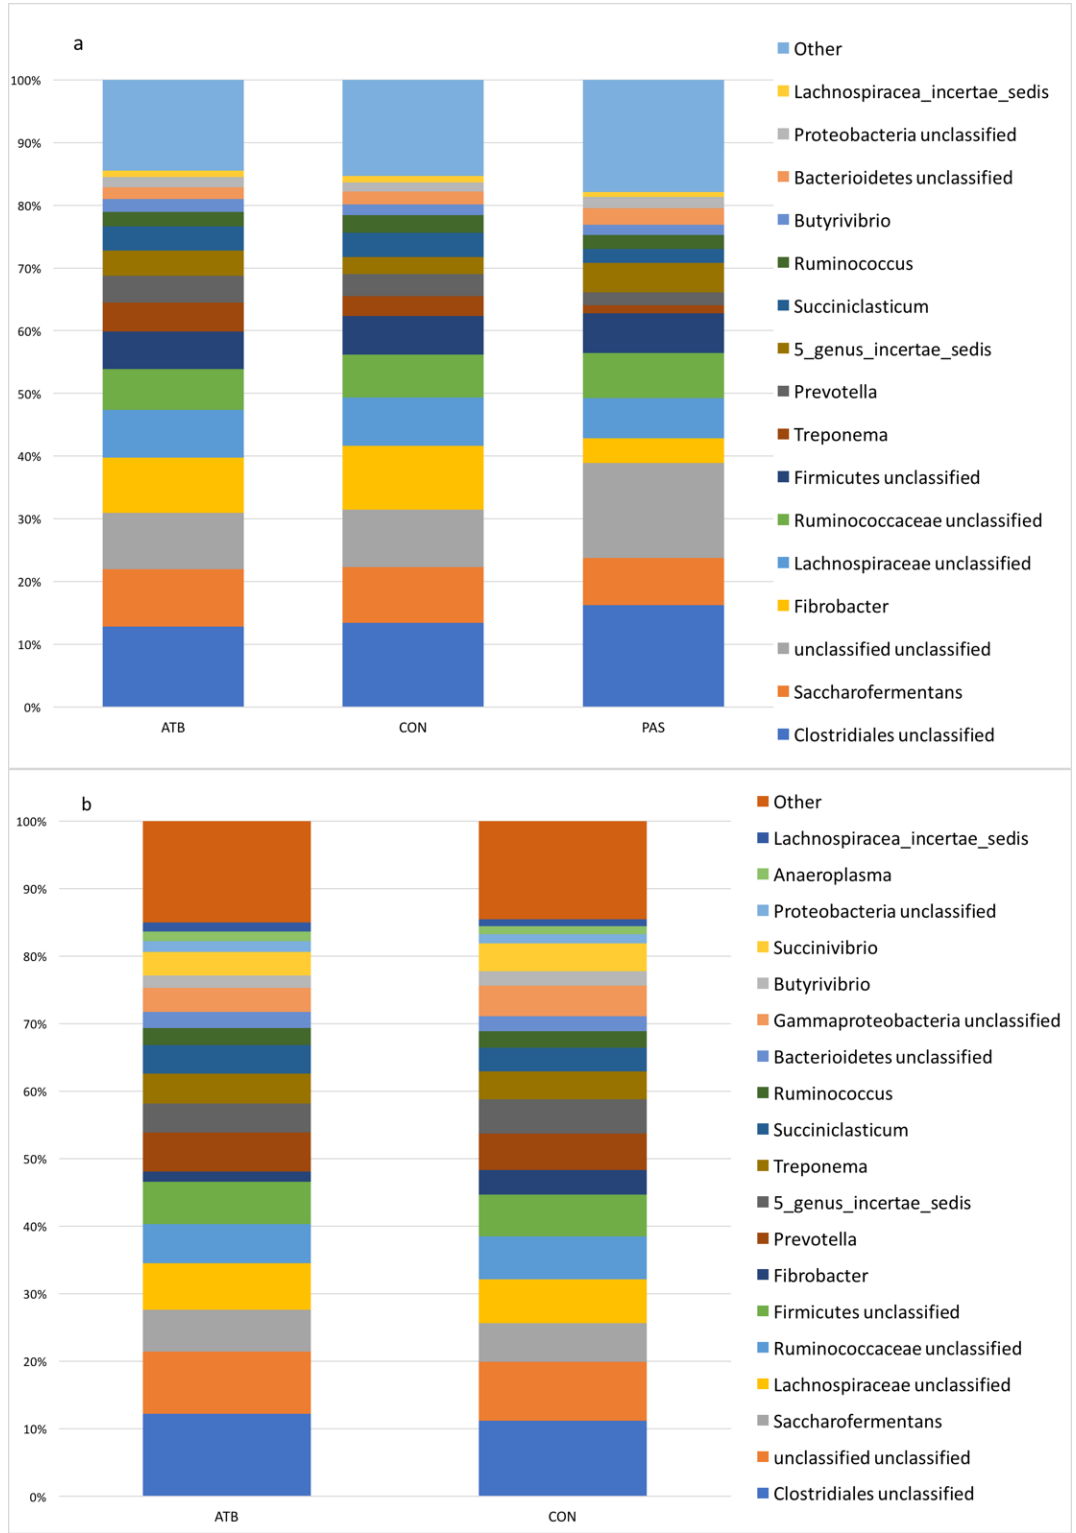 a
100%
90%
80%
70%
60%
50%
40%
30%
20%
10%
0%
ATB CON PAS
Other
Lachnospiracea_incertae_sedis
Proteobacteria unclassified
Bacterioidetes unclassified
Butyrivibrio
Ruminococcus
Succiniclasticum
5_genus_incertae_sedis
Prevotella
Treponema
Firmicutes unclassified
Ruminococcaceae unclassified
Lachnospiraceae unclassified
Fibrobacter
unclassified unclassified
Saccharofermentans
Clostridiales unclassified
b
100%
90%
80%
70%
60%
50%
40%
30%
20%
10%
0%
ATB CON
Other
Lachnospiracea_incertae_sedis
Anaeroplasma
Proteobacteria unclassified
Succinivibrio
Butyrivibrio
Gammaproteobacteria unclassified
Bacterioidetes unclassified
Ruminococcus
Succiniclasticum
Treponema
5_genus_incertae_sedis
Prevotella
Fibrobacter
Firmicutes unclassified
Ruminococcaceae unclassified
Lachnospiraceae unclassified
Saccharofermentans
unclassified unclassified
Clostridiales unclassified